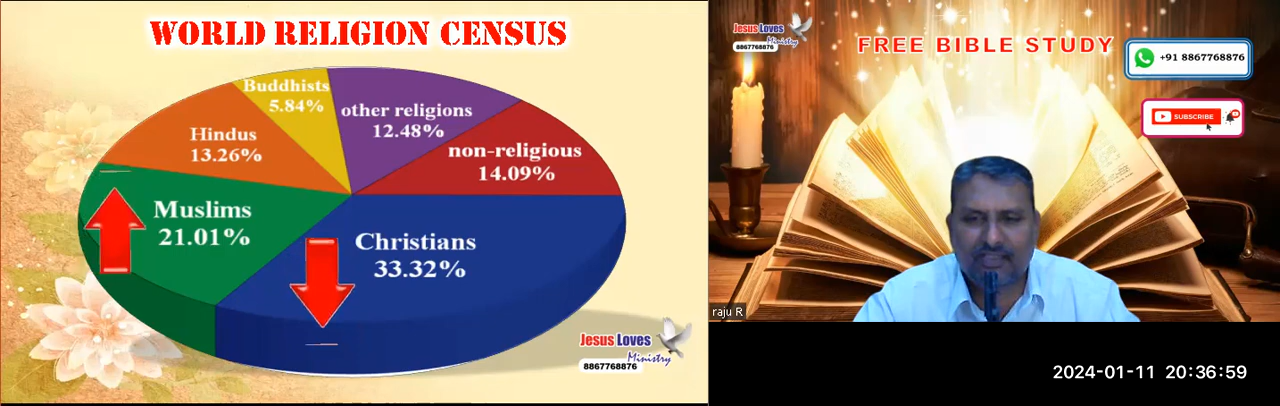 WORLD RELIGION CENSUS
Buddhists
5.84%
other religions
12.48%
Hindus
13.26%
non-religious
14.09%
Muslims
21.01%
Christians
33.32%
Jesus Loves
Ministry
8867768876
Jesus Loves
Ministry
8867768876
FREE BIBLE STUDY
+91 8867768876
SUBSCRIBE
raju R
2024-01-11 20:36:59